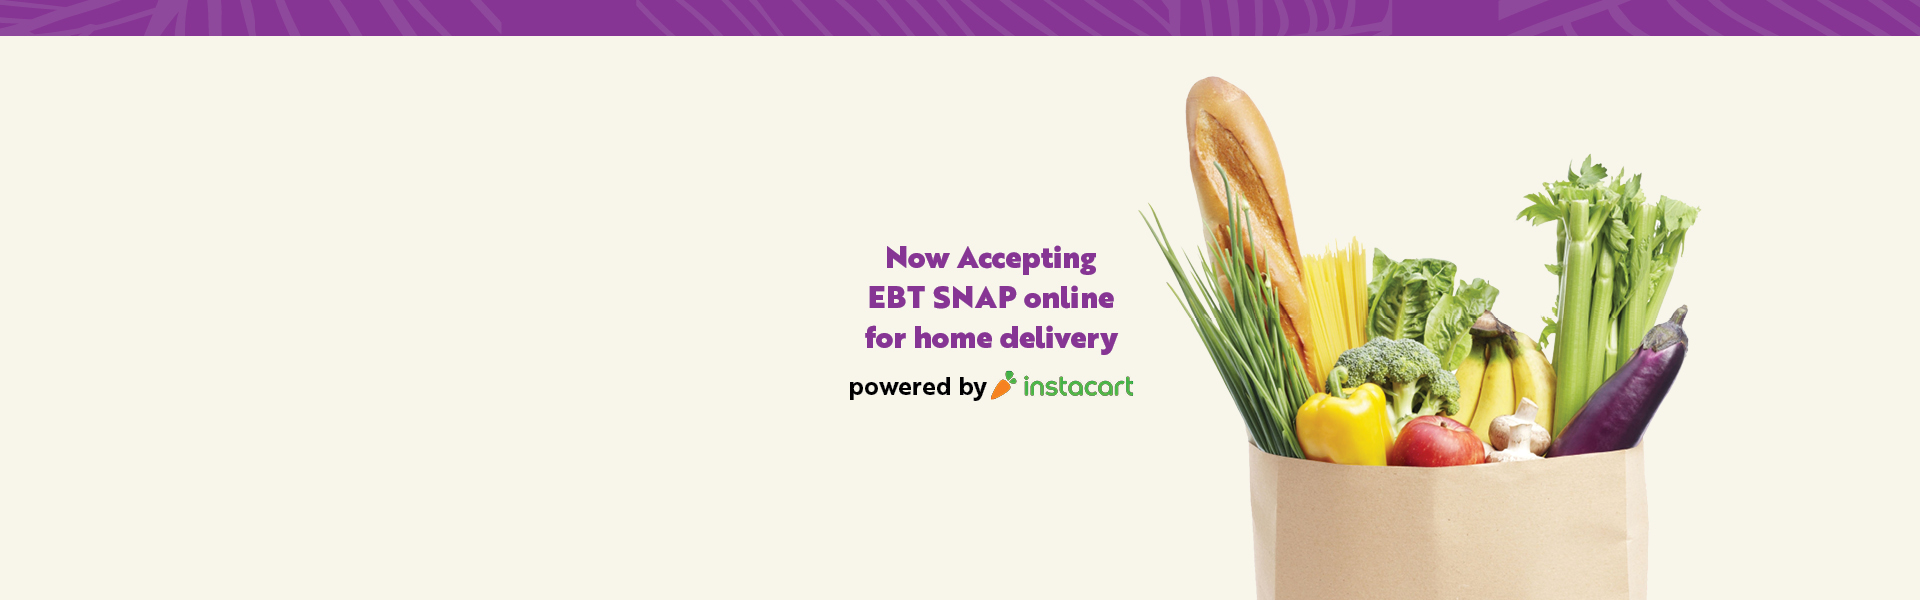 Now Accepting
EBT SNAP online
for home delivery
powered by instacart